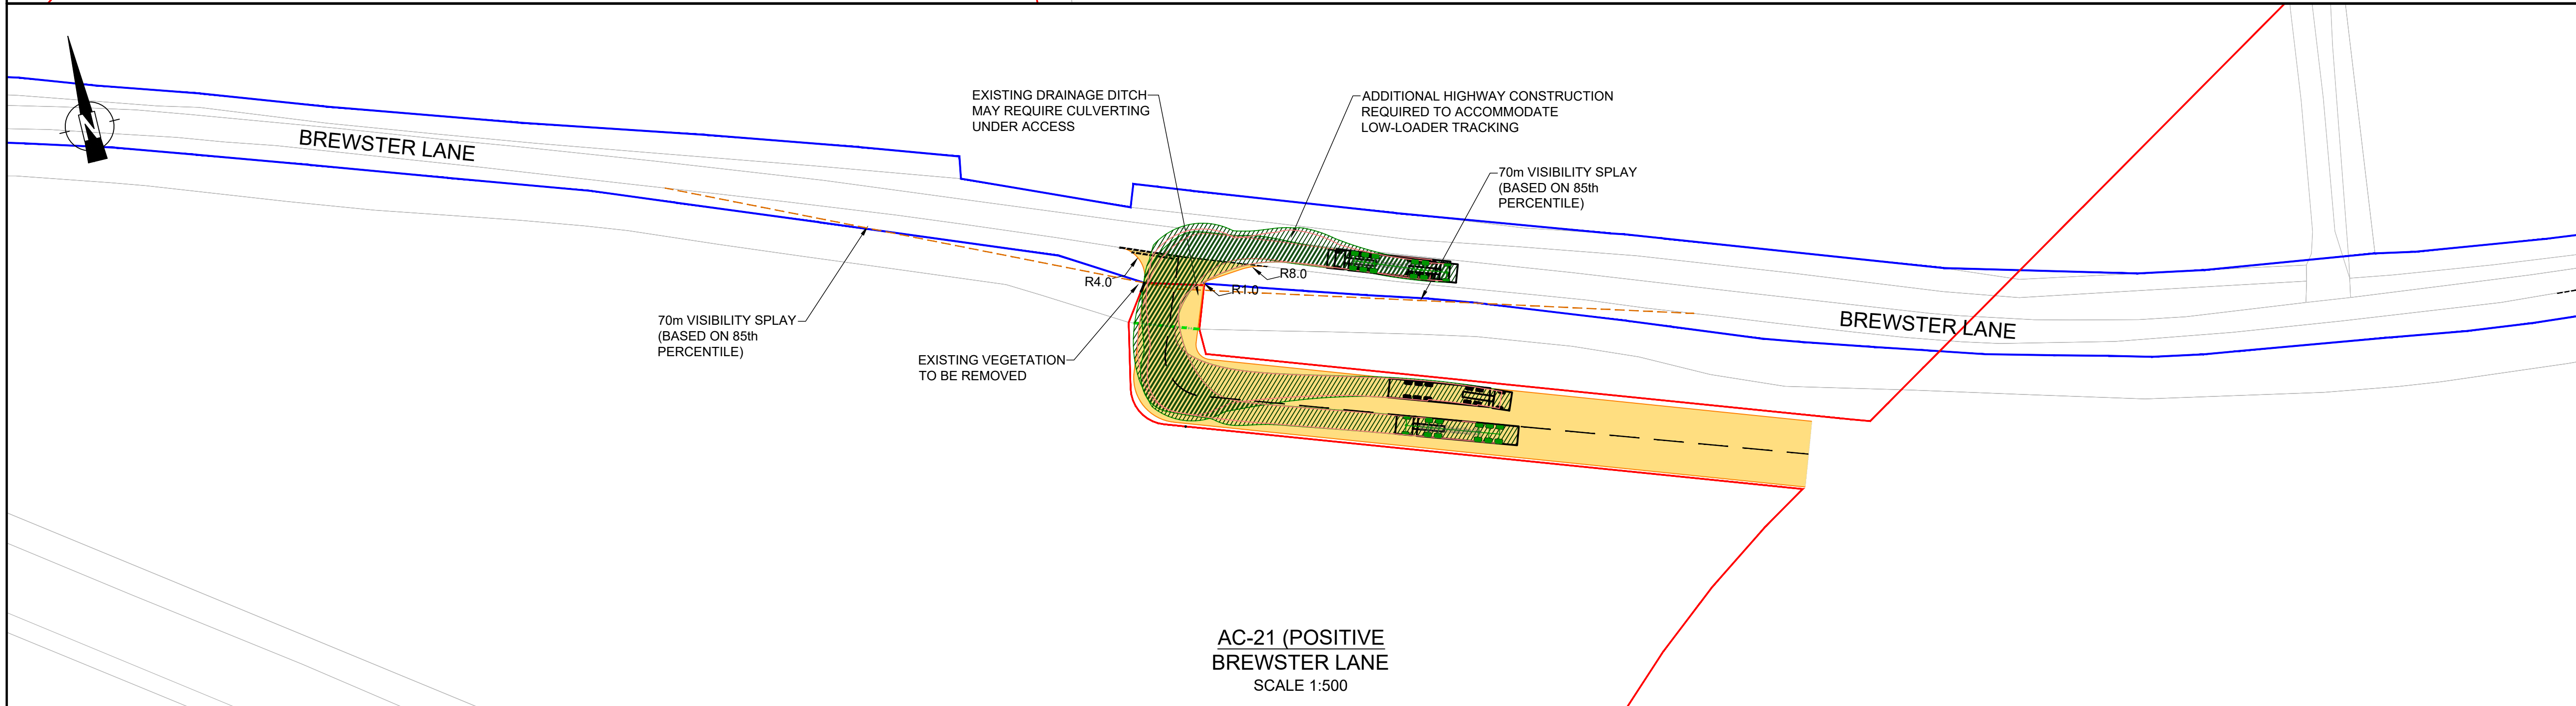 N
BREWSTER LANE
EXISTING DRAINAGE DITCH
MAY REQUIRE CULVERTING
UNDER ACCESS
ADDITIONAL HIGHWAY CONSTRUCTION
REQUIRED TO ACCOMMODATE
LOW-LOADER TRACKING
70m VISIBILITY SPLAY
(BASED ON 85th
PERCENTILE)
R4.0
R8.0
R1.0
70m VISIBILITY SPLAY
(BASED ON 85th
PERCENTILE)
EXISTING VEGETATION
TO BE REMOVED
BREWSTER LANE
AC-21 (POSITIVE
BREWSTER LANE
SCALE 1:500